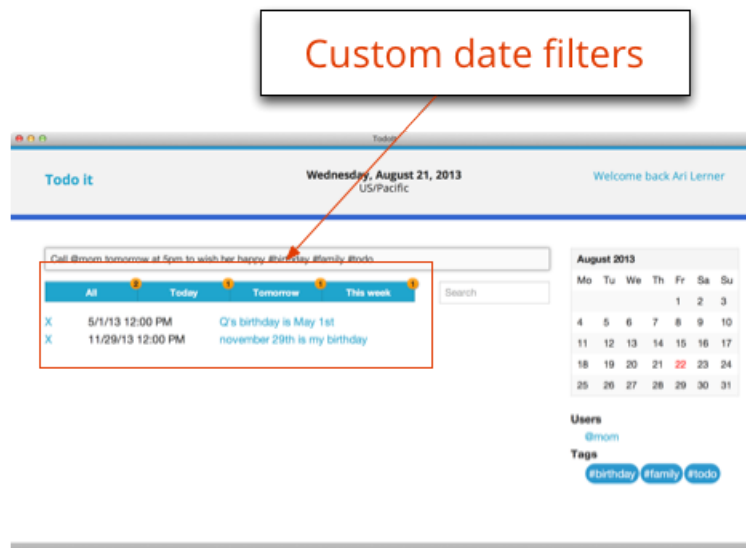 Custom date filters
TodoIt
Todo it
Wednesday, August 21, 2013
US/Pacific
Welcome back Ari Lerner
Call @mom tomorrow at 5pm to wish her happy #birthday #family #todo
All 2 Today 1 Tomorrow 1 This week 1
Search
X 5/1/13 12:00 PM Q's birthday is May 1st
X 11/29/13 12:00 PM november 29th is my birthday
August 2013
Mo Tu We Th Fr Sa Su
1 2 3
4 5 6 7 8 9 10
11 12 13 14 15 16 17
18 19 20 21 22 23 24
25 26 27 28 29 30 31
Users
@mom
Tags
#birthday #family #todo